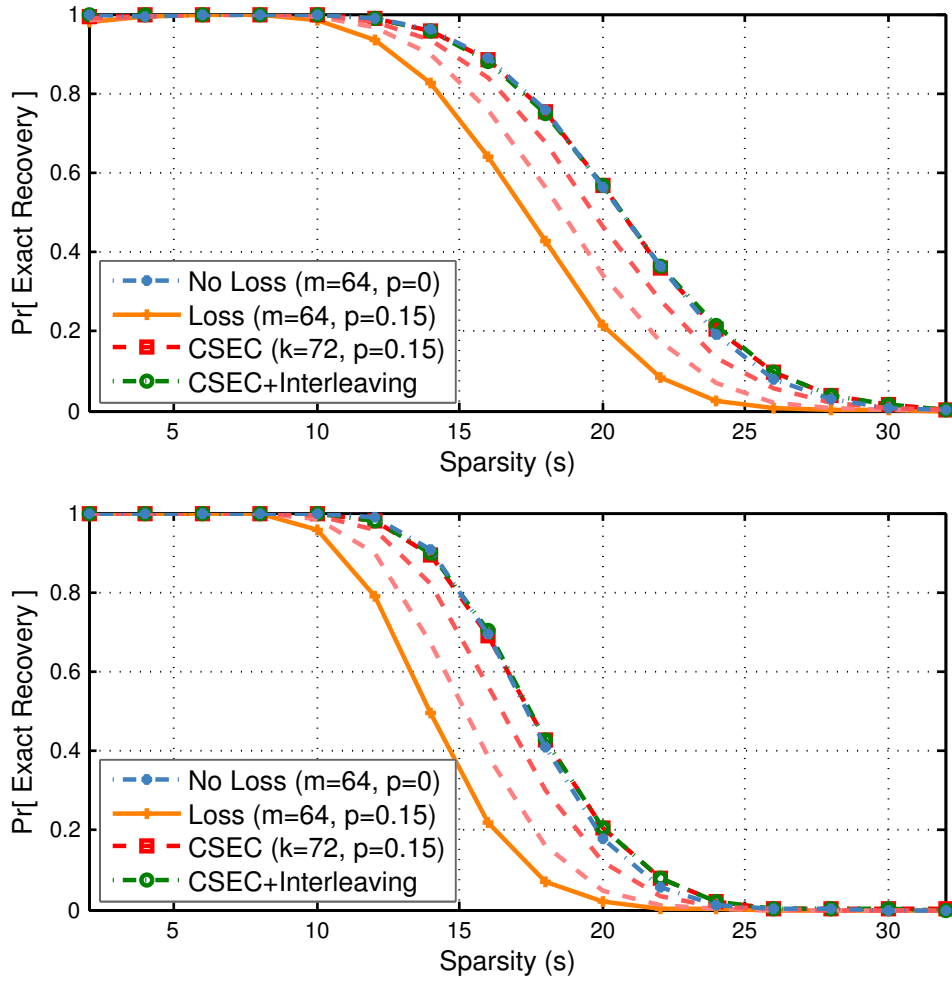 1
0.8
0.6
0.4
0.2
0
Pr[ Exact Recovery ]
No Loss (m=64, p=0)
Loss (m=64, p=0.15)
CSEC (k=72, p=0.15)
CSEC+Interleaving
5 10 15 20 25 30
Sparsity (s)
1
0.8
0.6
0.4
0.2
0
Pr[ Exact Recovery ]
No Loss (m=64, p=0)
Loss (m=64, p=0.15)
CSEC (k=72, p=0.15)
CSEC+Interleaving
5 10 15 20 25 30
Sparsity (s)